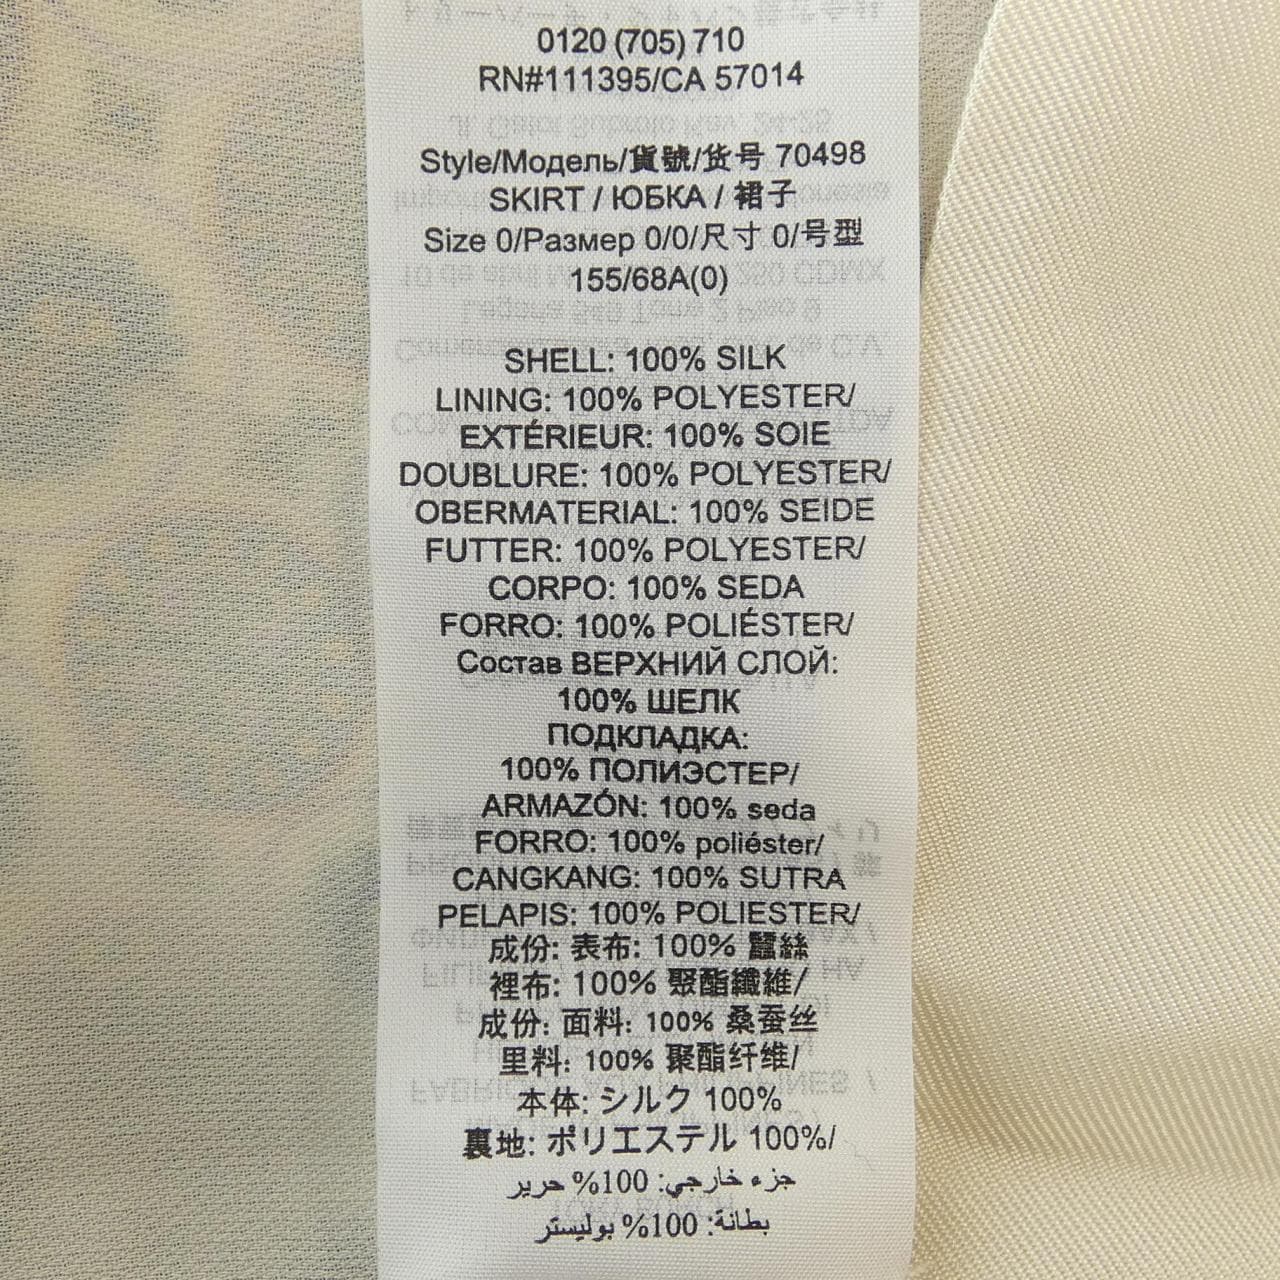 0120 (705) 710
RN#111395/CA 57014
Style/Модель/貨號/货号 70498
SKIRT / ЮБКА / 裙子
Size 0/Размер 0/0/尺寸 0/号型
155/68A(0)
SHELL: 100% SILK
LINING: 100% POLYESTER/
EXTÉRIEUR: 100% SOIE
DOUBLURE: 100% POLYESTER/
OBERMATERIAL: 100% SEIDE
FUTTER: 100% POLYESTER/
CORPO: 100% SEDA
FORRO: 100% POLIÉSTER/
Состав ВЕРХНИЙ СЛОЙ:
100% ШЕЛК
ПОДКЛАДКА:
100% ПОЛИЭСТЕР/
ARMAZÓN: 100% seda
FORRO: 100% poliéster/
CANGKANG: 100% SUTRA
PELAPIS: 100% POLIESTER/
成份: 表布: 100% 蠶絲
裡布: 100% 聚酯纖維/
成份: 面料: 100% 桑蚕丝
里料: 100% 聚酯纤维/
本体: シルク 100%
裏地: ポリエステル 100%/
جزء خارجي: 100% حرير
بطانة: 100% بوليستر